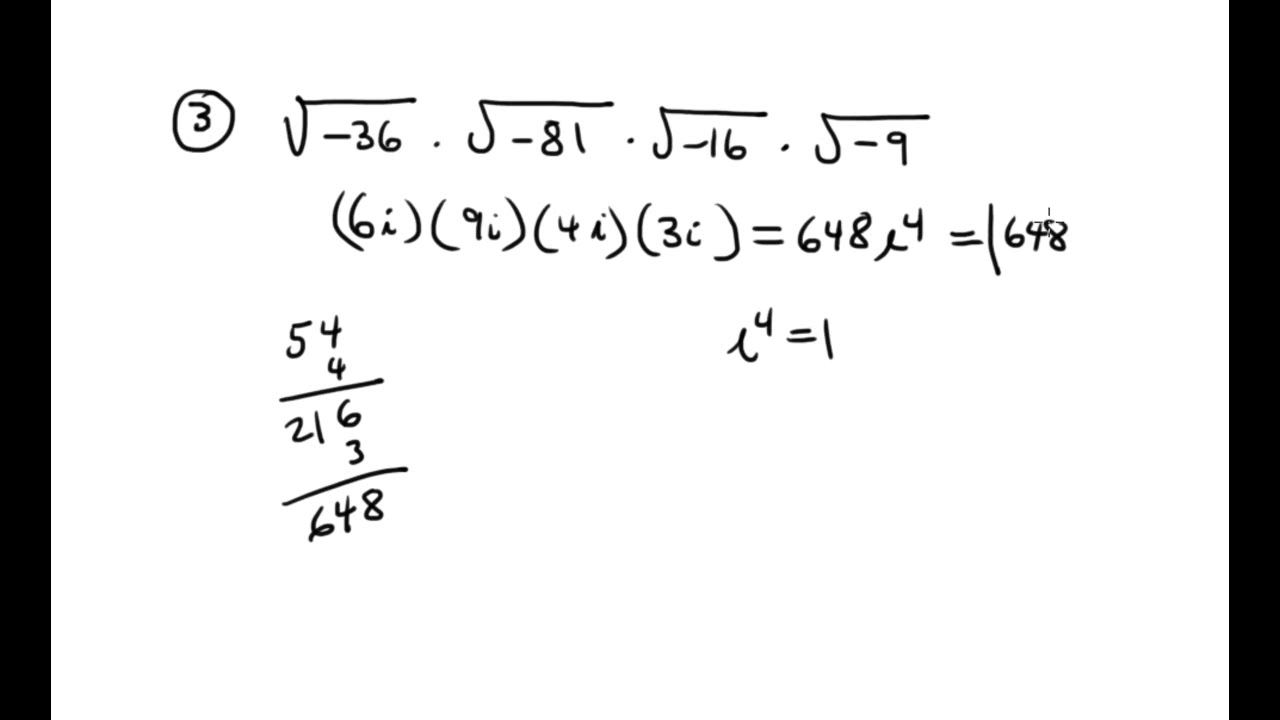 ③ √-36 · √-81 · √-16 · √-9
(6i)(9i)(4i)(3i) = 648i⁴ = |648
54
4
216
3
648
i⁴ = 1